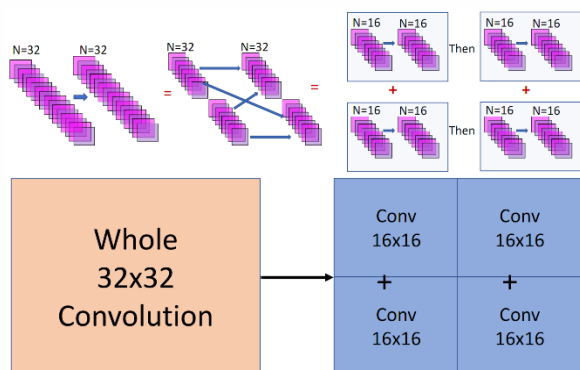 N=32 N=32
=
N=32 N=32
=
N=16 N=16
Then
N=16 N=16
+
+
N=16 N=16
Then
N=16 N=16
Whole
32x32
Convolution
Conv
16x16
Conv
16x16
+
+
Conv
16x16
Conv
16x16